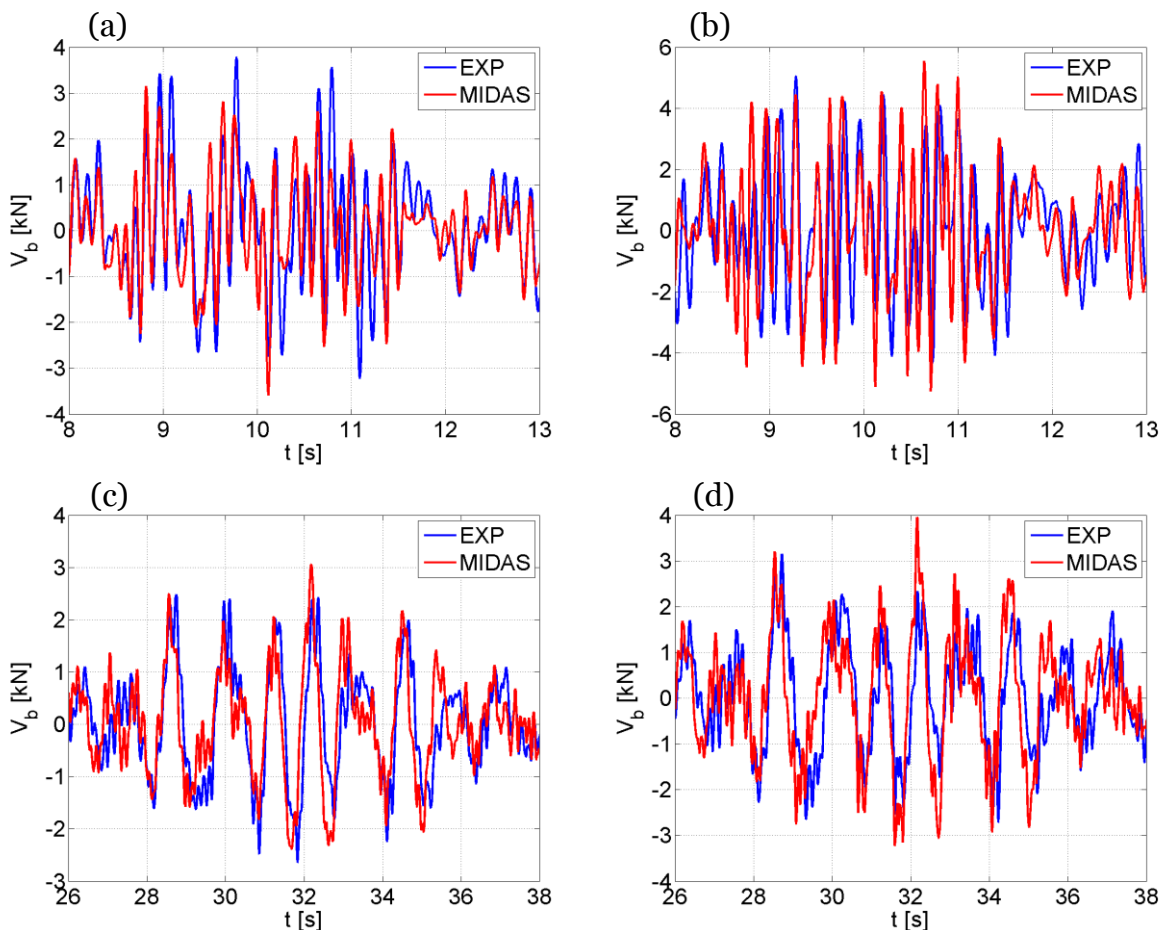 (a)
4
3
2
1
0
-1
-2
-3
-4
V_b [kN]
EXP
MIDAS
8 9 10 11 12 13
t [s]
(b)
6
4
2
0
-2
-4
-6
V_b [kN]
EXP
MIDAS
8 9 10 11 12 13
t [s]
(c)
4
3
2
1
0
-1
-2
-3
V_b [kN]
EXP
MIDAS
26 28 30 32 34 36 38
t [s]
(d)
4
3
2
1
0
-1
-2
-3
-4
V_b [kN]
EXP
MIDAS
26 28 30 32 34 36 38
t [s]